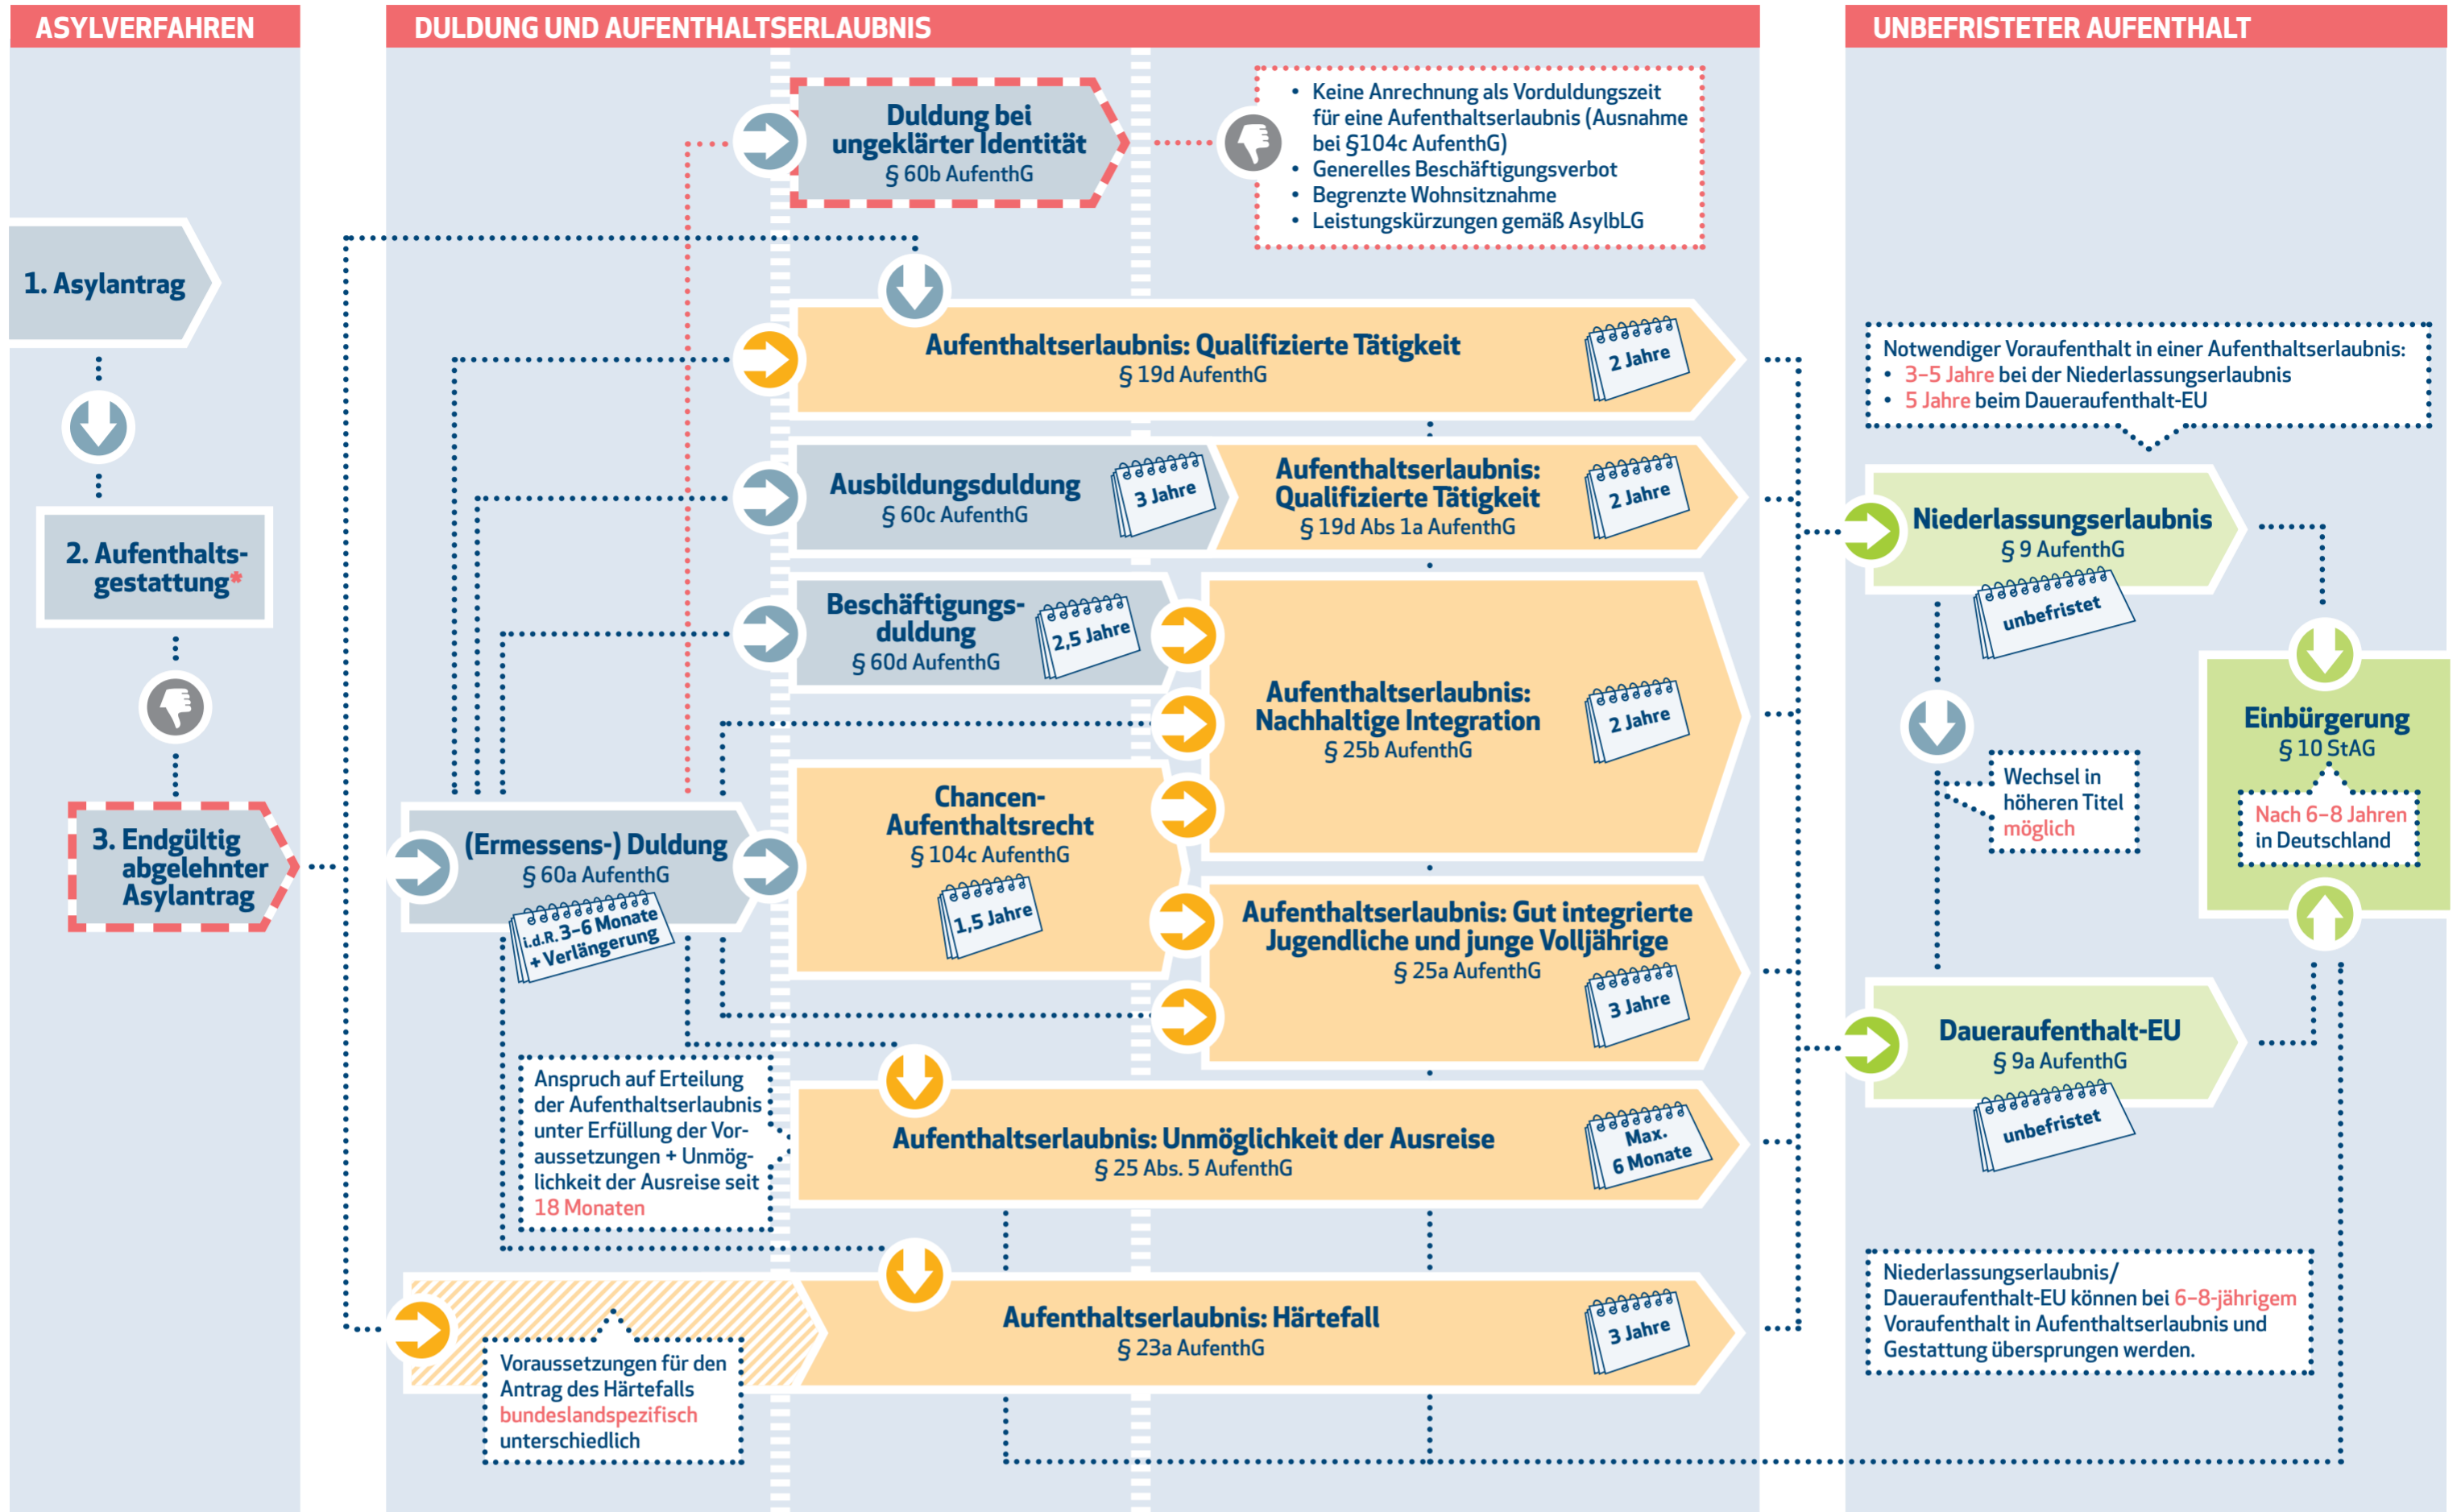 ASYLVERFAHREN
1. Asylantrag
2. Aufenthalts-
gestattung*
3. Endgültig
abgelehnter
Asylantrag
DULDUNG UND AUFENTHALTSERLAUBNIS
Duldung bei
ungeklärter Identität
§ 60b AufenthG
• Keine Anrechnung als Vorduldungszeit
für eine Aufenthaltserlaubnis (Ausnahme
bei §104c AufenthG)
• Generelles Beschäftigungsverbot
• Begrenzte Wohnsitznahme
• Leistungskürzungen gemäß AsylbLG
Aufenthaltserlaubnis: Qualifizierte Tätigkeit
§ 19d AufenthG
2 Jahre
Ausbildungsduldung
§ 60c AufenthG
3 Jahre
Aufenthaltserlaubnis:
Qualifizierte Tätigkeit
§ 19d Abs 1a AufenthG
2 Jahre
Beschäftigungs-
duldung
§ 60d AufenthG
2,5 Jahre
Aufenthaltserlaubnis:
Nachhaltige Integration
§ 25b AufenthG
2 Jahre
(Ermessens-) Duldung
§ 60a AufenthG
i.d.R. 3–6 Monate
+ Verlängerung
Chancen-
Aufenthaltsrecht
§ 104c AufenthG
1,5 Jahre
Aufenthaltserlaubnis: Gut integrierte
Jugendliche und junge Volljährige
§ 25a AufenthG
3 Jahre
Anspruch auf Erteilung
der Aufenthaltserlaubnis
unter Erfüllung der Vor-
aussetzungen + Unmög-
lichkeit der Ausreise seit
18 Monaten
Aufenthaltserlaubnis: Unmöglichkeit der Ausreise
§ 25 Abs. 5 AufenthG
Max.
6 Monate
Aufenthaltserlaubnis: Härtefall
§ 23a AufenthG
3 Jahre
Voraussetzungen für den
Antrag des Härtefalls
bundeslandspezifisch
unterschiedlich
UNBEFRISTETER AUFENTHALT
Notwendiger Voraufenthalt in einer Aufenthaltserlaubnis:
• 3–5 Jahre bei der Niederlassungserlaubnis
• 5 Jahre beim Daueraufenthalt-EU
Niederlassungserlaubnis
§ 9 AufenthG
unbefristet
Wechsel in
höheren Titel
möglich
Einbürgerung
§ 10 StAG
Nach 6–8 Jahren
in Deutschland
Daueraufenthalt-EU
§ 9a AufenthG
unbefristet
Niederlassungserlaubnis/
Daueraufenthalt-EU können bei 6–8-jährigem
Voraufenthalt in Aufenthaltserlaubnis und
Gestattung übersprungen werden.